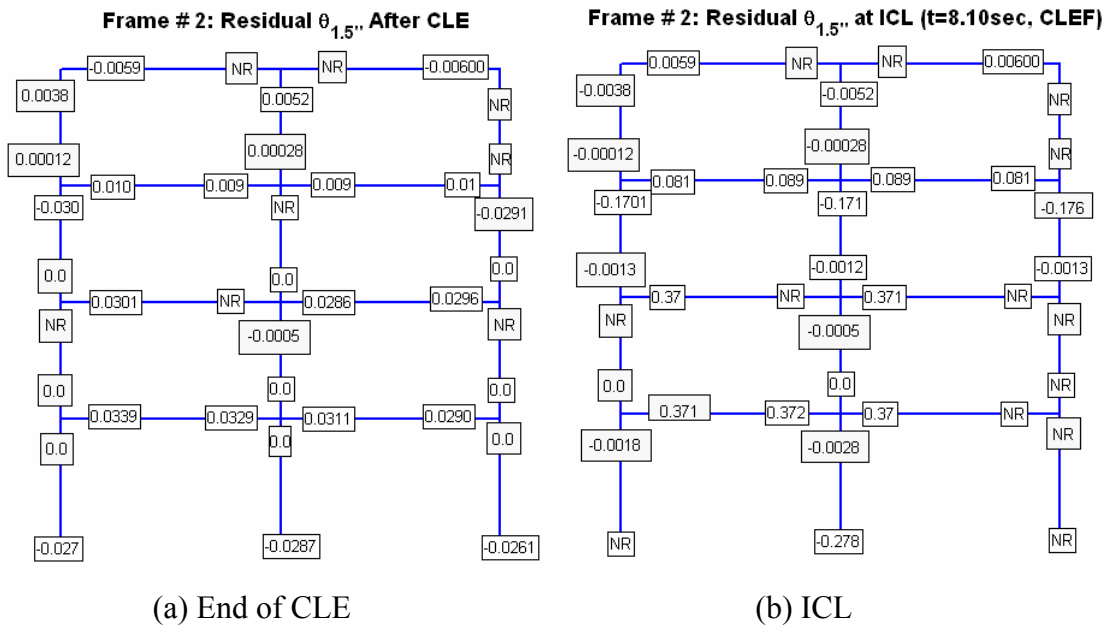 Frame # 2: Residual θ1.5" After CLE
-0.0059 NR NR -0.00600
0.0038 0.0052 NR
0.00012 0.00028 NR
0.010 0.009 0.009 0.01
-0.030 NR -0.0291
0.0 0.0 0.0
0.0301 NR 0.0286 0.0296
NR -0.0005 NR
0.0 0.0 0.0
0.0339 0.0329 0.0311 0.0290
0.0 0.0 0.0
-0.027 -0.0287 -0.0261
(a) End of CLE
Frame # 2: Residual θ1.5" at ICL (t=8.10sec, CLEF)
0.0059 NR NR 0.00600
-0.0038 -0.0052 NR
-0.00012 -0.00028 NR
0.081 0.089 0.089 0.081
-0.1701 -0.171 -0.176
-0.0013 -0.0012 -0.0013
0.37 NR 0.371 NR
NR -0.0005 NR
0.0 0.0 NR
0.371 0.372 0.37 NR
-0.0018 -0.0028 NR
NR -0.278 NR
(b) ICL